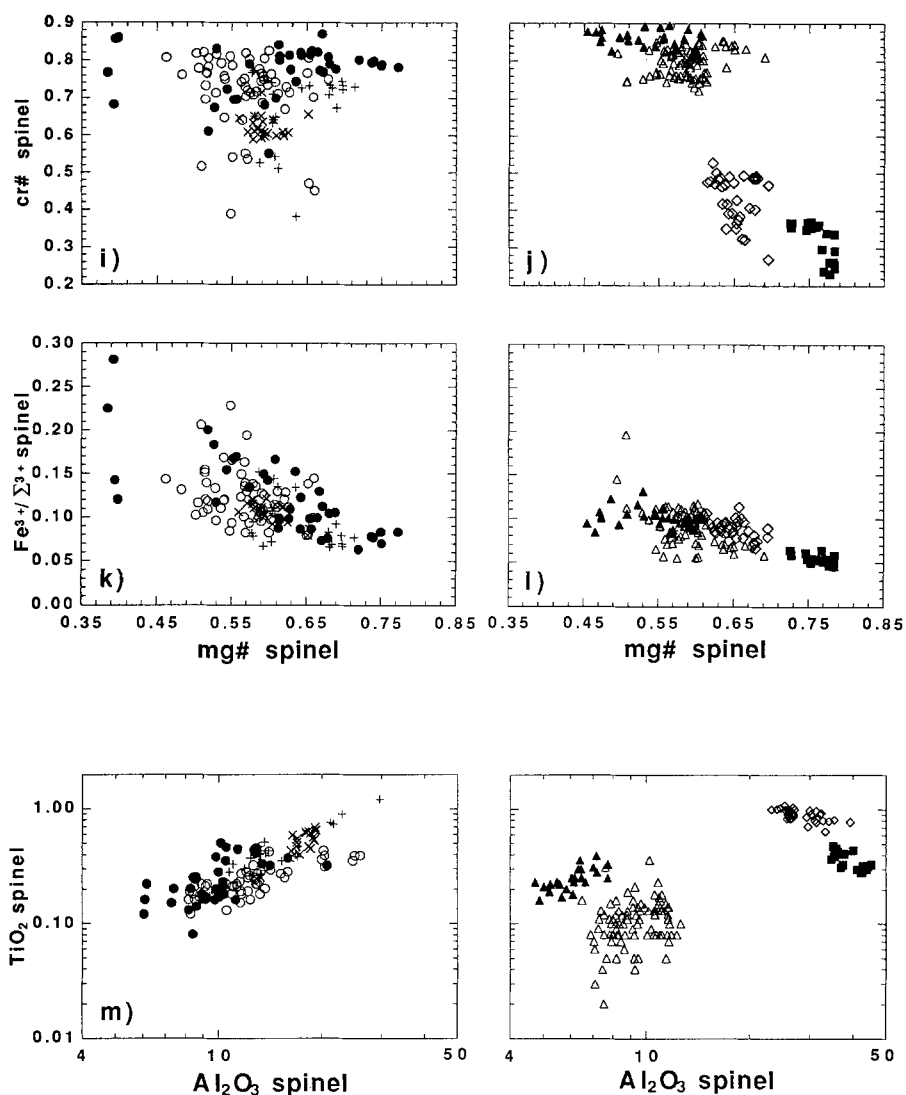 0.9
0.8
0.7
0.6
0.5
0.4
0.3
0.2
cr# spinel
i)
j)
0.30
0.25
0.20
0.15
0.10
0.05
0.00
Fe³⁺/Σ³⁺ spinel
k)
l)
0.35 0.45 0.55 0.65 0.75 0.85
0.35 0.45 0.55 0.65 0.75 0.85
mg# spinel
mg# spinel
1.00
0.10
0.01
TiO₂ spinel
m)
4 10 50
4 10 50
Al₂O₃ spinel
Al₂O₃ spinel